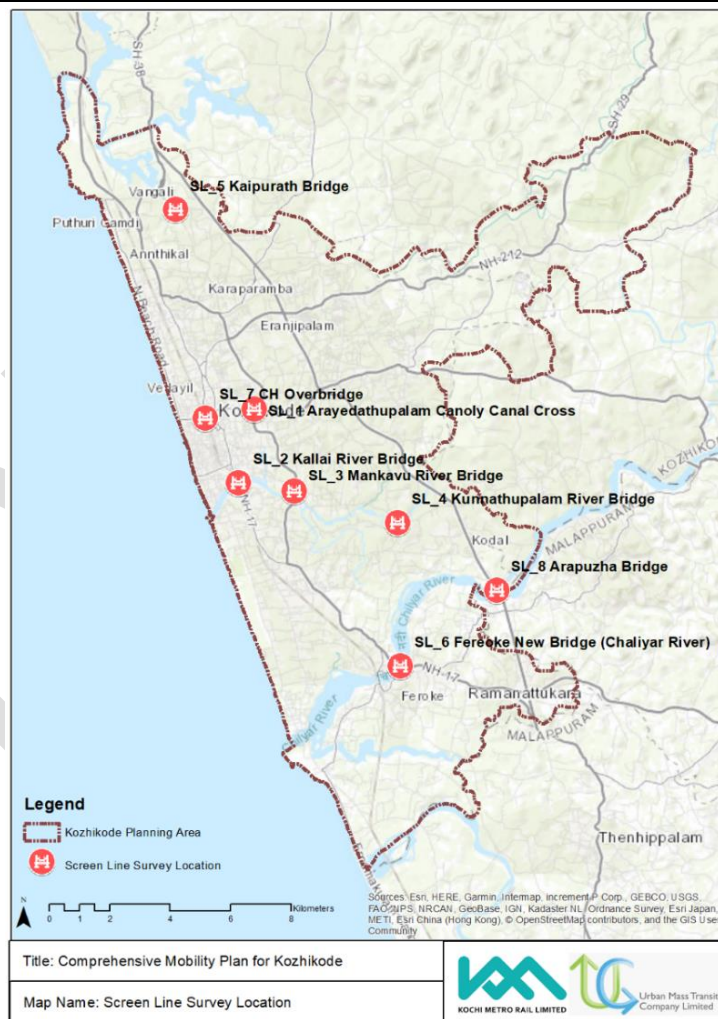 SH-38
SH-29
SL_5 Kaipurath Bridge
Vangali
Puthuri Gamdi
Annthikal
NH-212
Karaparamba
N Beach Road
Eranjipalam
SL_7 CH Overbridge
SL_1 Arayedathupalam Canoly Canal Cross
SL_2 Kallai River Bridge
SL_3 Mankavu River Bridge
NH-17
SL_4 Kunnathupalam River Bridge
KOZHIKO
MALAPPURAM
Kodal
SL_8 Arapuzha Bridge
Chilyar River
SL_6 Fereoke New Bridge (Chaliyar River)
NH-17
Feroke
Ramanattukara
MALAPPURAM
Chilyar River
Thenhippalam
Legend
Kozhikode Planning Area
Screen Line Survey Location
N
0 1 2 4 6 8
Kilometers
Sources: Esri, HERE, Garmin, Intermap, increment P Corp., GEBCO, USGS,
FAO, NPS, NRCAN, GeoBase, IGN, Kadaster NL, Ordnance Survey, Esri Japan,
METI, Esri China (Hong Kong), © OpenStreetMap contributors, and the GIS User
Community
Title: Comprehensive Mobility Plan for Kozhikode
Map Name: Screen Line Survey Location
KOCHI METRO RAIL LIMITED
Urban Mass Transit
Company Limited